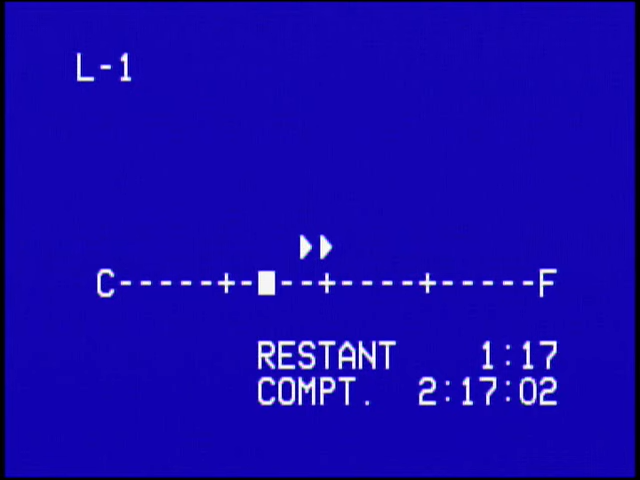 L-1
C-----+-■--+----+-----F
RESTANT 1:17
COMPT. 2:17:02